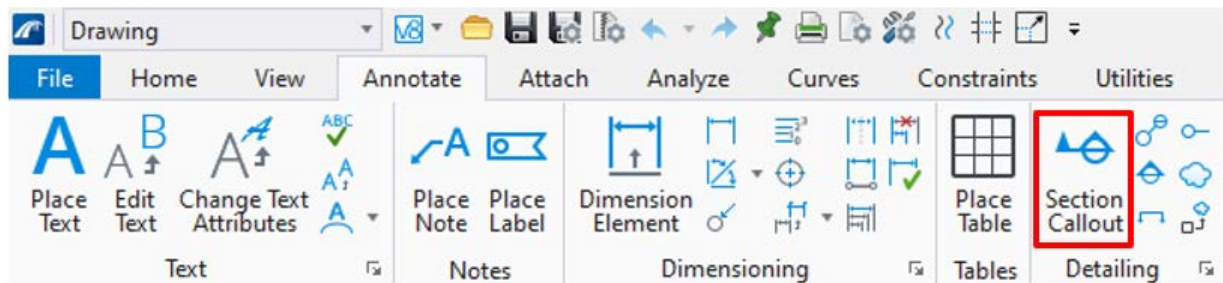 Drawing
File Home View Annotate Attach Analyze Curves Constraints Utilities
A B A ABC
A A A A A
Place Edit Change Text Place Place Dimension Place Section
Text Text Attributes A Note Label Element Table Callout
Text Notes Dimensioning Tables Detailing